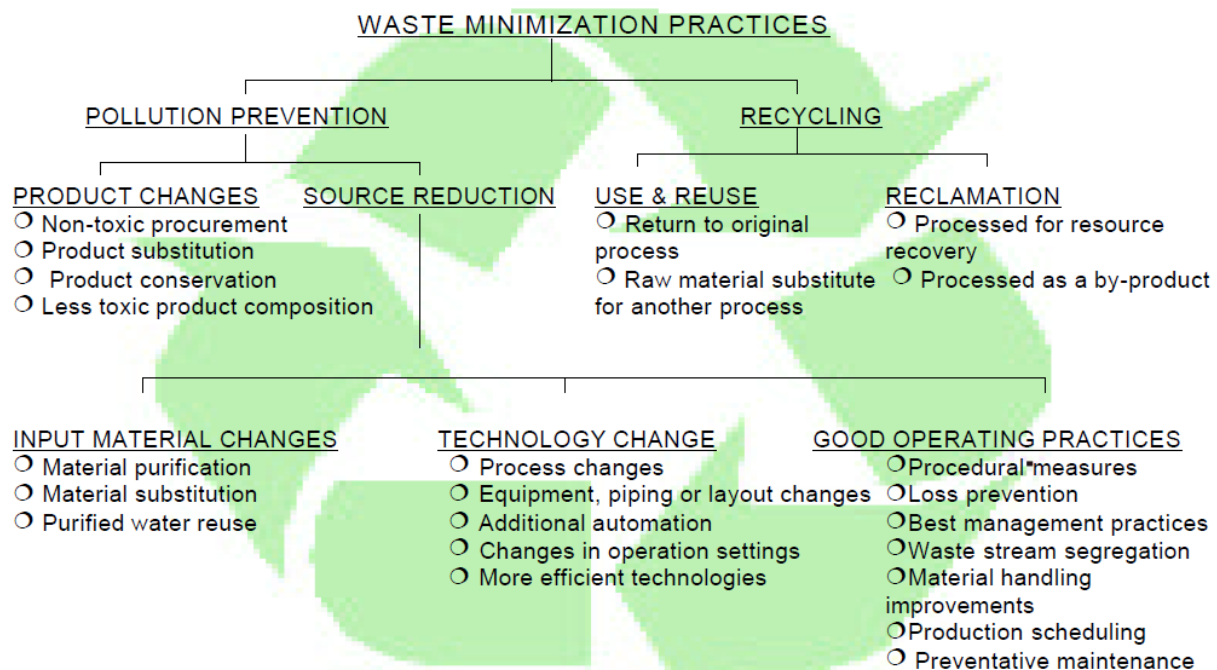 WASTE MINIMIZATION PRACTICES
POLLUTION PREVENTION
RECYCLING
PRODUCT CHANGES
❍ Non-toxic procurement
❍ Product substitution
❍ Product conservation
❍ Less toxic product composition
SOURCE REDUCTION
USE & REUSE
❍ Return to original
process
❍ Raw material substitute
for another process
RECLAMATION
❍ Processed for resource
recovery
❍ Processed as a by-product
INPUT MATERIAL CHANGES
❍ Material purification
❍ Material substitution
❍ Purified water reuse
TECHNOLOGY CHANGE
❍ Process changes
❍ Equipment, piping or layout changes
❍ Additional automation
❍ Changes in operation settings
❍ More efficient technologies
GOOD OPERATING PRACTICES
❍Procedural measures
❍Loss prevention
❍Best management practices
❍Waste stream segregation
❍Material handling
improvements
❍Production scheduling
❍ Preventative maintenance